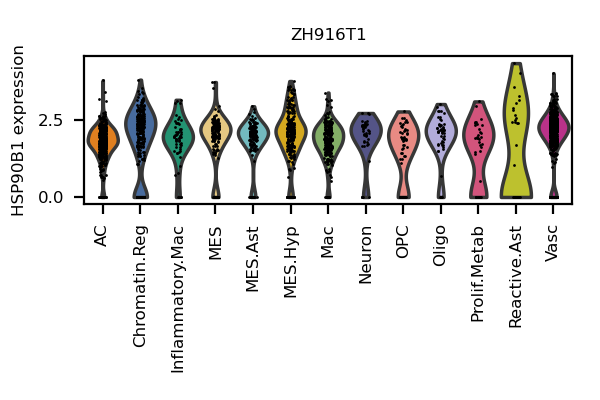 ZH916T1
HSP90B1 expression
2.5
0.0
AC
Chromatin.Reg
Inflammatory.Mac
MES
MES.Ast
MES.Hyp
Mac
Neuron
OPC
Oligo
Prolif.Metab
Reactive.Ast
Vasc